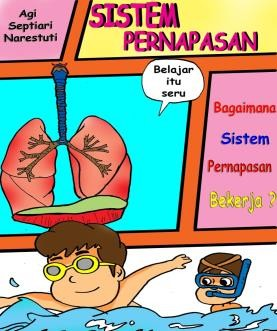 Agi
Septiari
Narestuti
SISTEM
PERNAPASAN
Belajar
itu
seru
Bagaimana
Sistem
Pernapasan
Bekerja ?